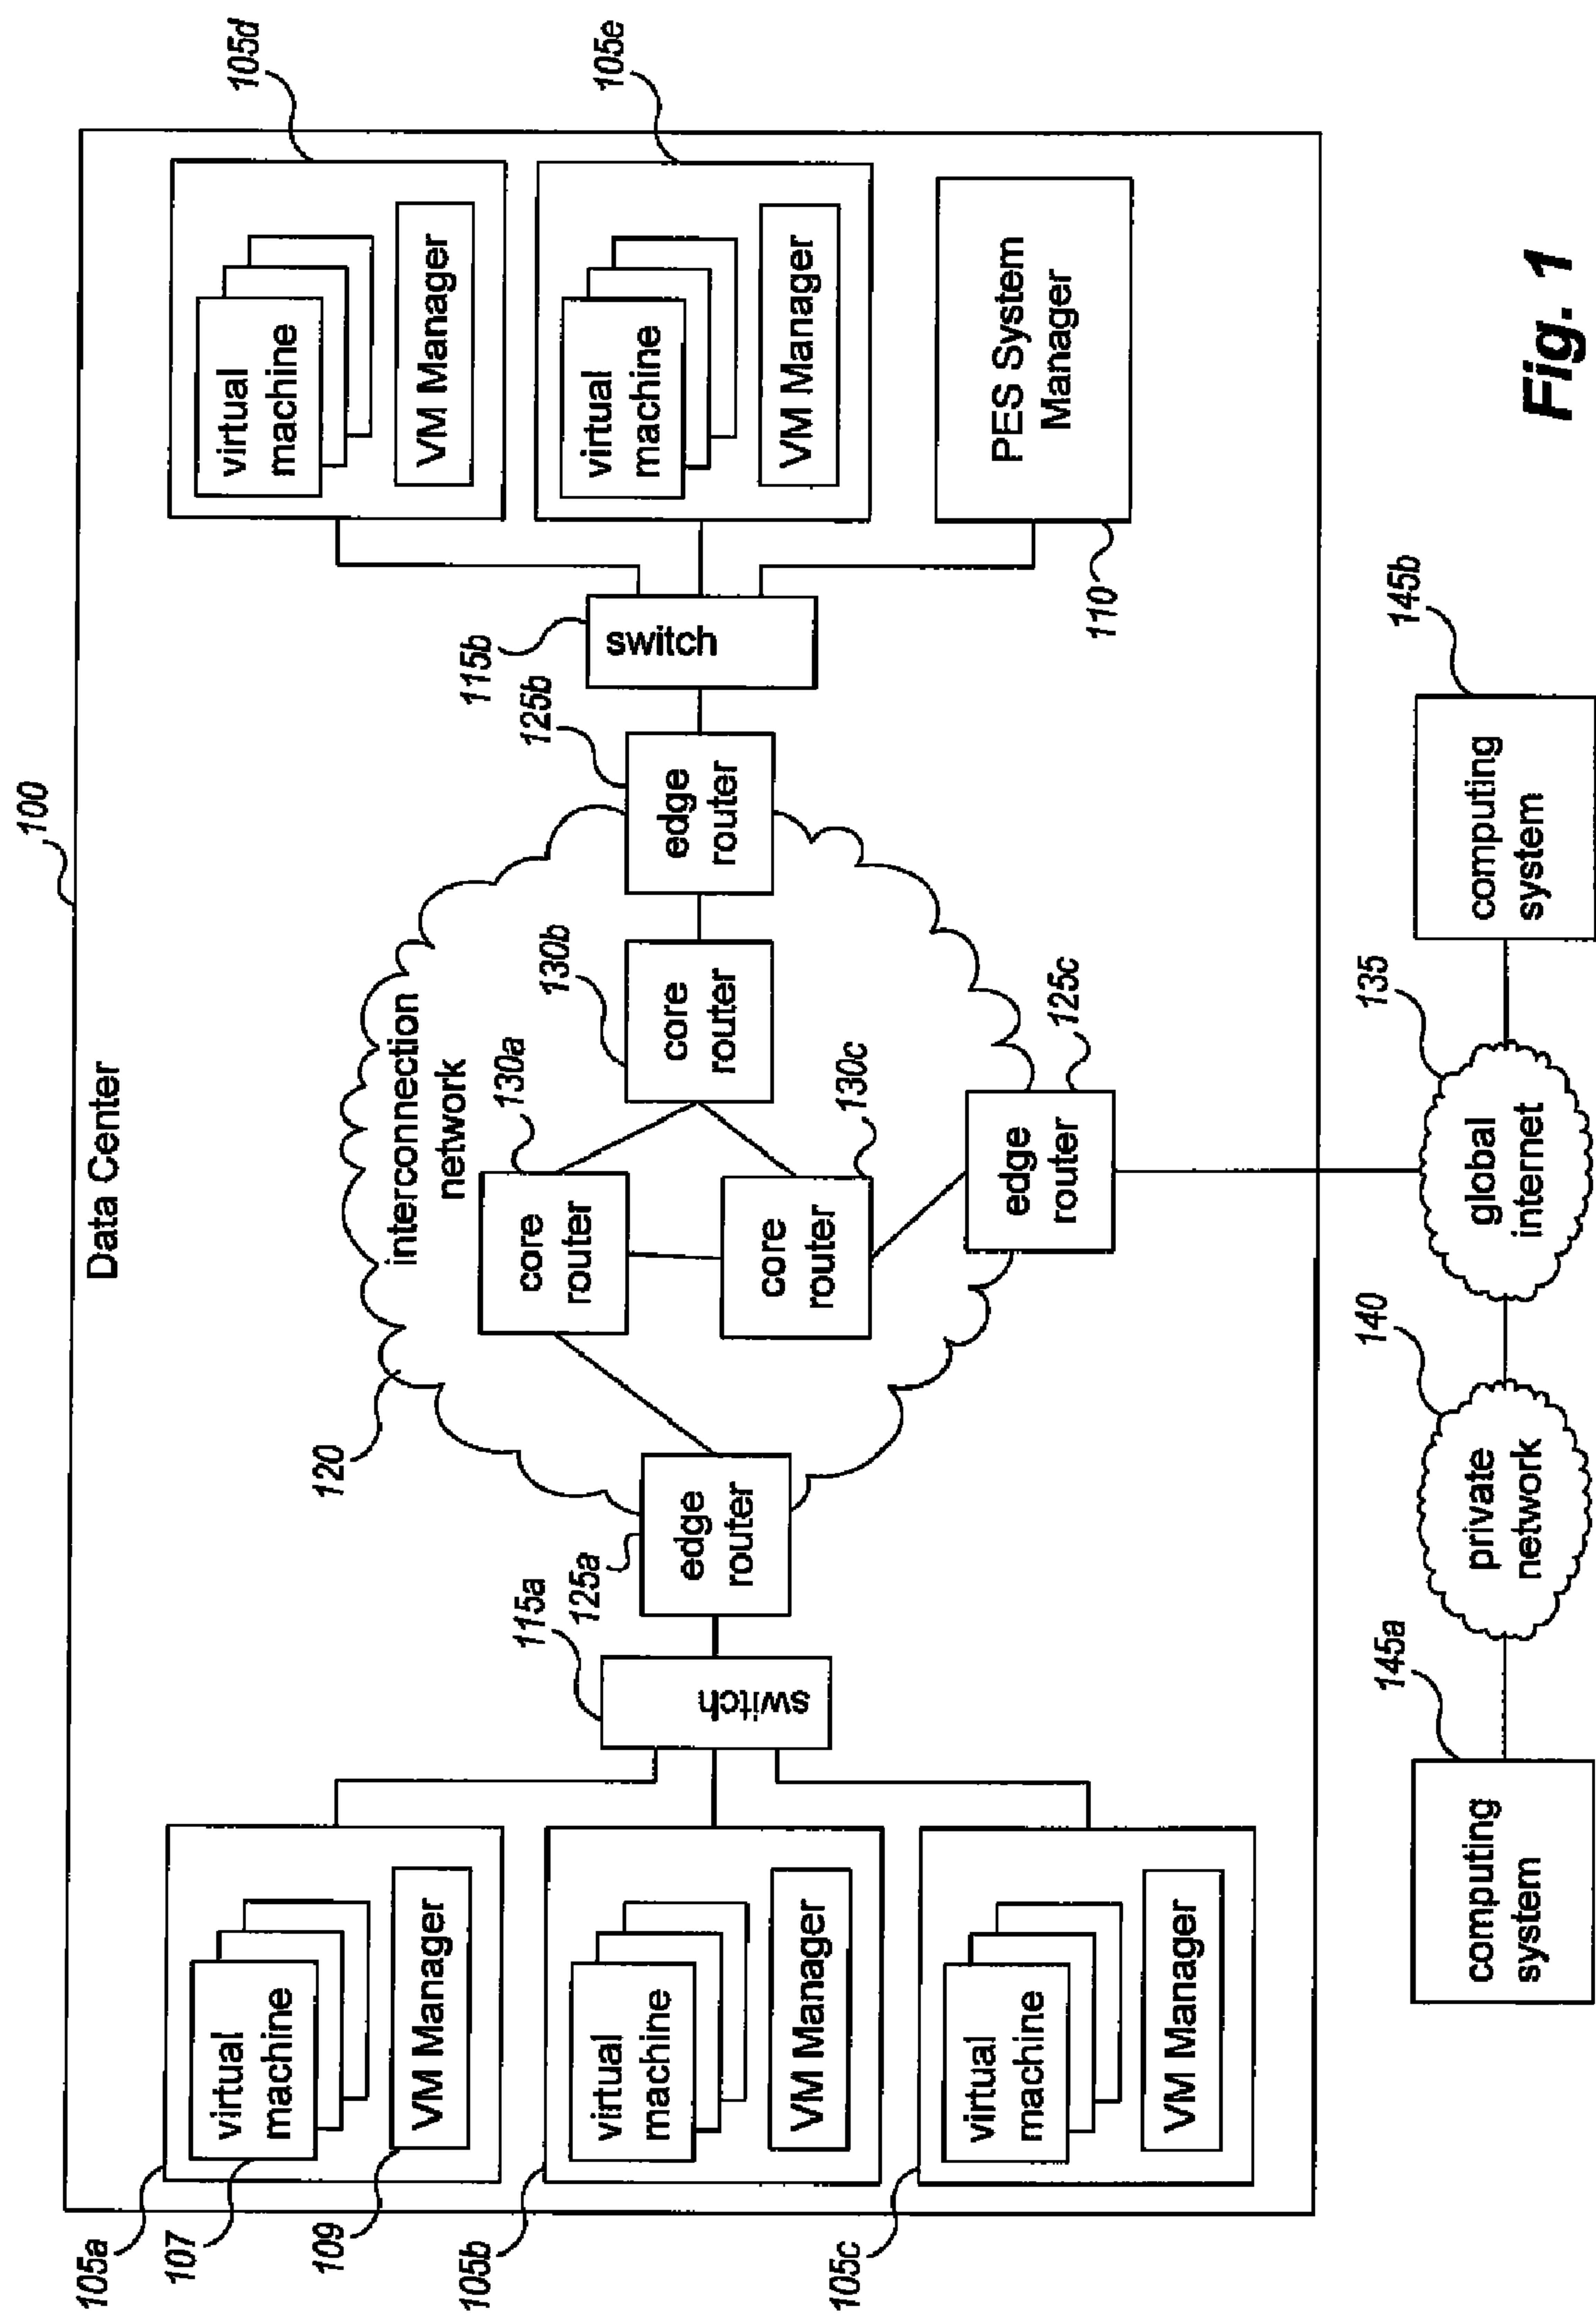 100
Data Center
105a
107
virtual
machine
109
VM Manager
105b
virtual
machine
VM Manager
105c
virtual
machine
VM Manager
115a
switch
125a
edge
router
120
interconnection
network
130a
core
router
130b
core
router
130c
core
router
125b
edge
router
125c
edge
router
115b
switch
105d
virtual
machine
VM Manager
105e
virtual
machine
VM Manager
PES System
Manager
110
145a
computing
system
140
private
network
135
global
internet
145b
computing
system
Fig. 1